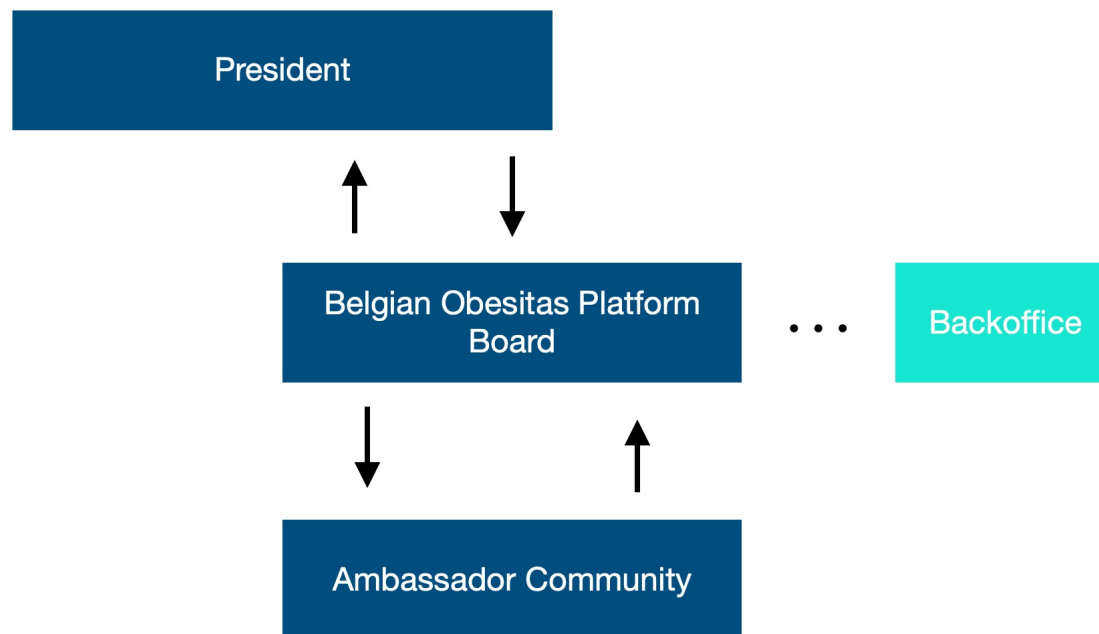 President
Belgian Obesitas Platform
Board
• • •
Backoffice
Ambassador Community